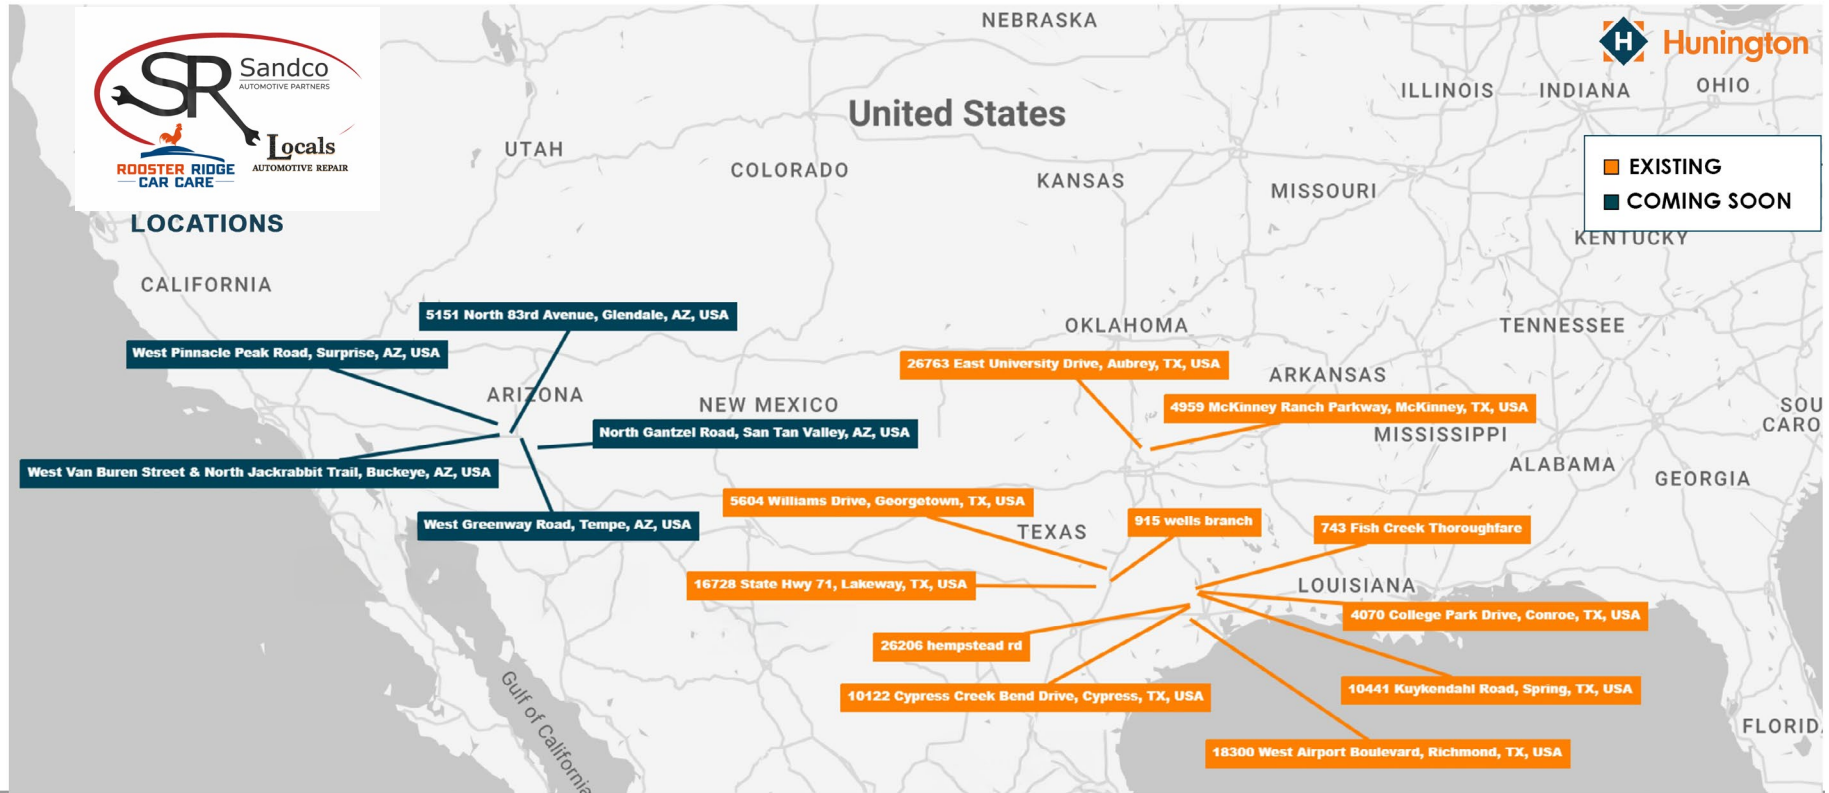 SR Sandco
AUTOMOTIVE PARTNERS
Locals
AUTOMOTIVE REPAIR
ROOSTER RIDGE
CAR CARE
LOCATIONS
Hunington
H
EXISTING
COMING SOON
NEBRASKA
United States
ILLINOIS
INDIANA
OHIO
UTAH
COLORADO
KANSAS
MISSOURI
KENTUCKY
CALIFORNIA
5151 North 83rd Avenue, Glendale, AZ, USA
OKLAHOMA
TENNESSEE
West Pinnacle Peak Road, Surprise, AZ, USA
26763 East University Drive, Aubrey, TX, USA
ARKANSAS
ARIZONA
NEW MEXICO
4959 McKinney Ranch Parkway, McKinney, TX, USA
SOU
CARO
North Gantzel Road, San Tan Valley, AZ, USA
MISSISSIPPI
West Van Buren Street & North Jackrabbit Trail, Buckeye, AZ, USA
ALABAMA
GEORGIA
5604 Williams Drive, Georgetown, TX, USA
West Greenway Road, Tempe, AZ, USA
TEXAS
915 wells branch
743 Fish Creek Thoroughfare
16728 State Hwy 71, Lakeway, TX, USA
LOUISIANA
4070 College Park Drive, Conroe, TX, USA
26206 hempstead rd
10122 Cypress Creek Bend Drive, Cypress, TX, USA
10441 Kuykendahl Road, Spring, TX, USA
Gulf of California
FLORID
18300 West Airport Boulevard, Richmond, TX, USA